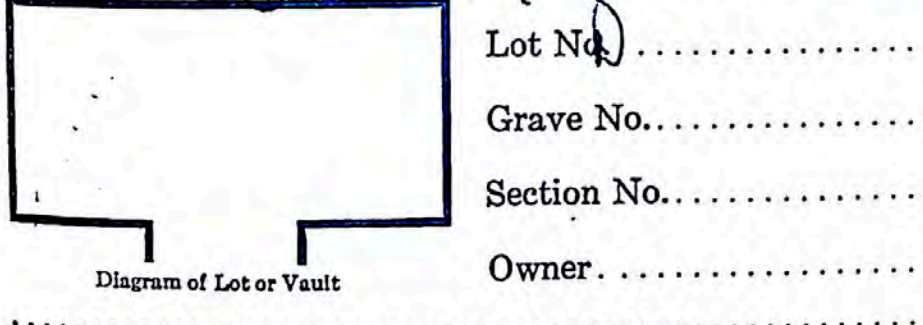 Lot No. ................
Grave No.................
Section No................
Owner. .................
Diagram of Lot or Vault